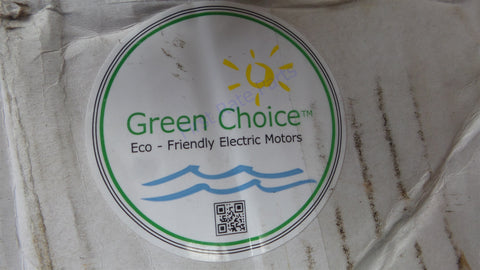 Green Choice™
Eco - Friendly Electric Motors